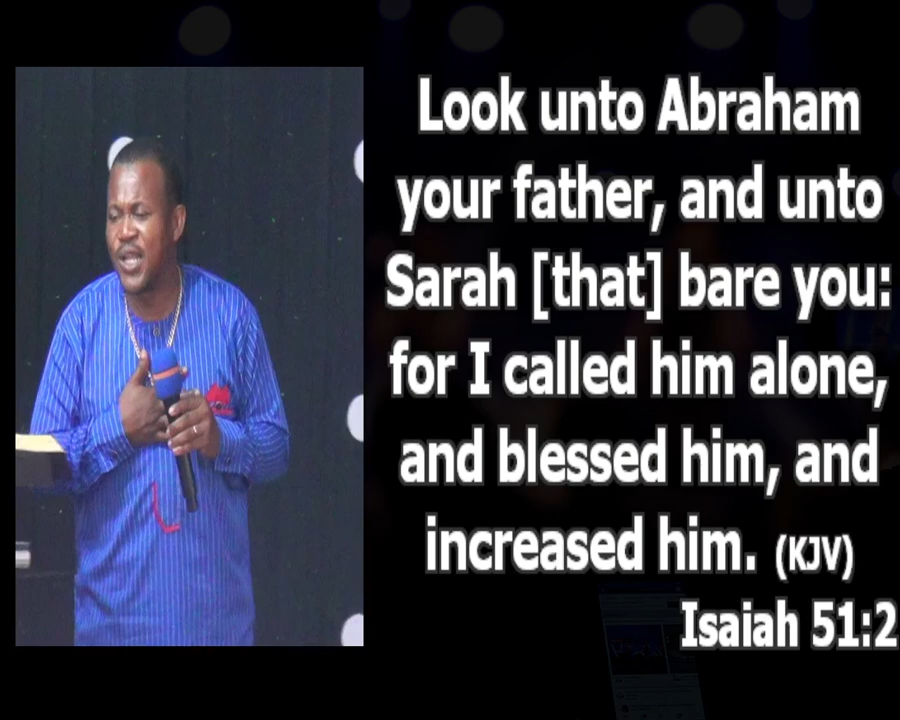 Look unto Abraham
your father, and unto
Sarah [that] bare you:
for I called him alone,
and blessed him, and
increased him. (KJV)
Isaiah 51:2